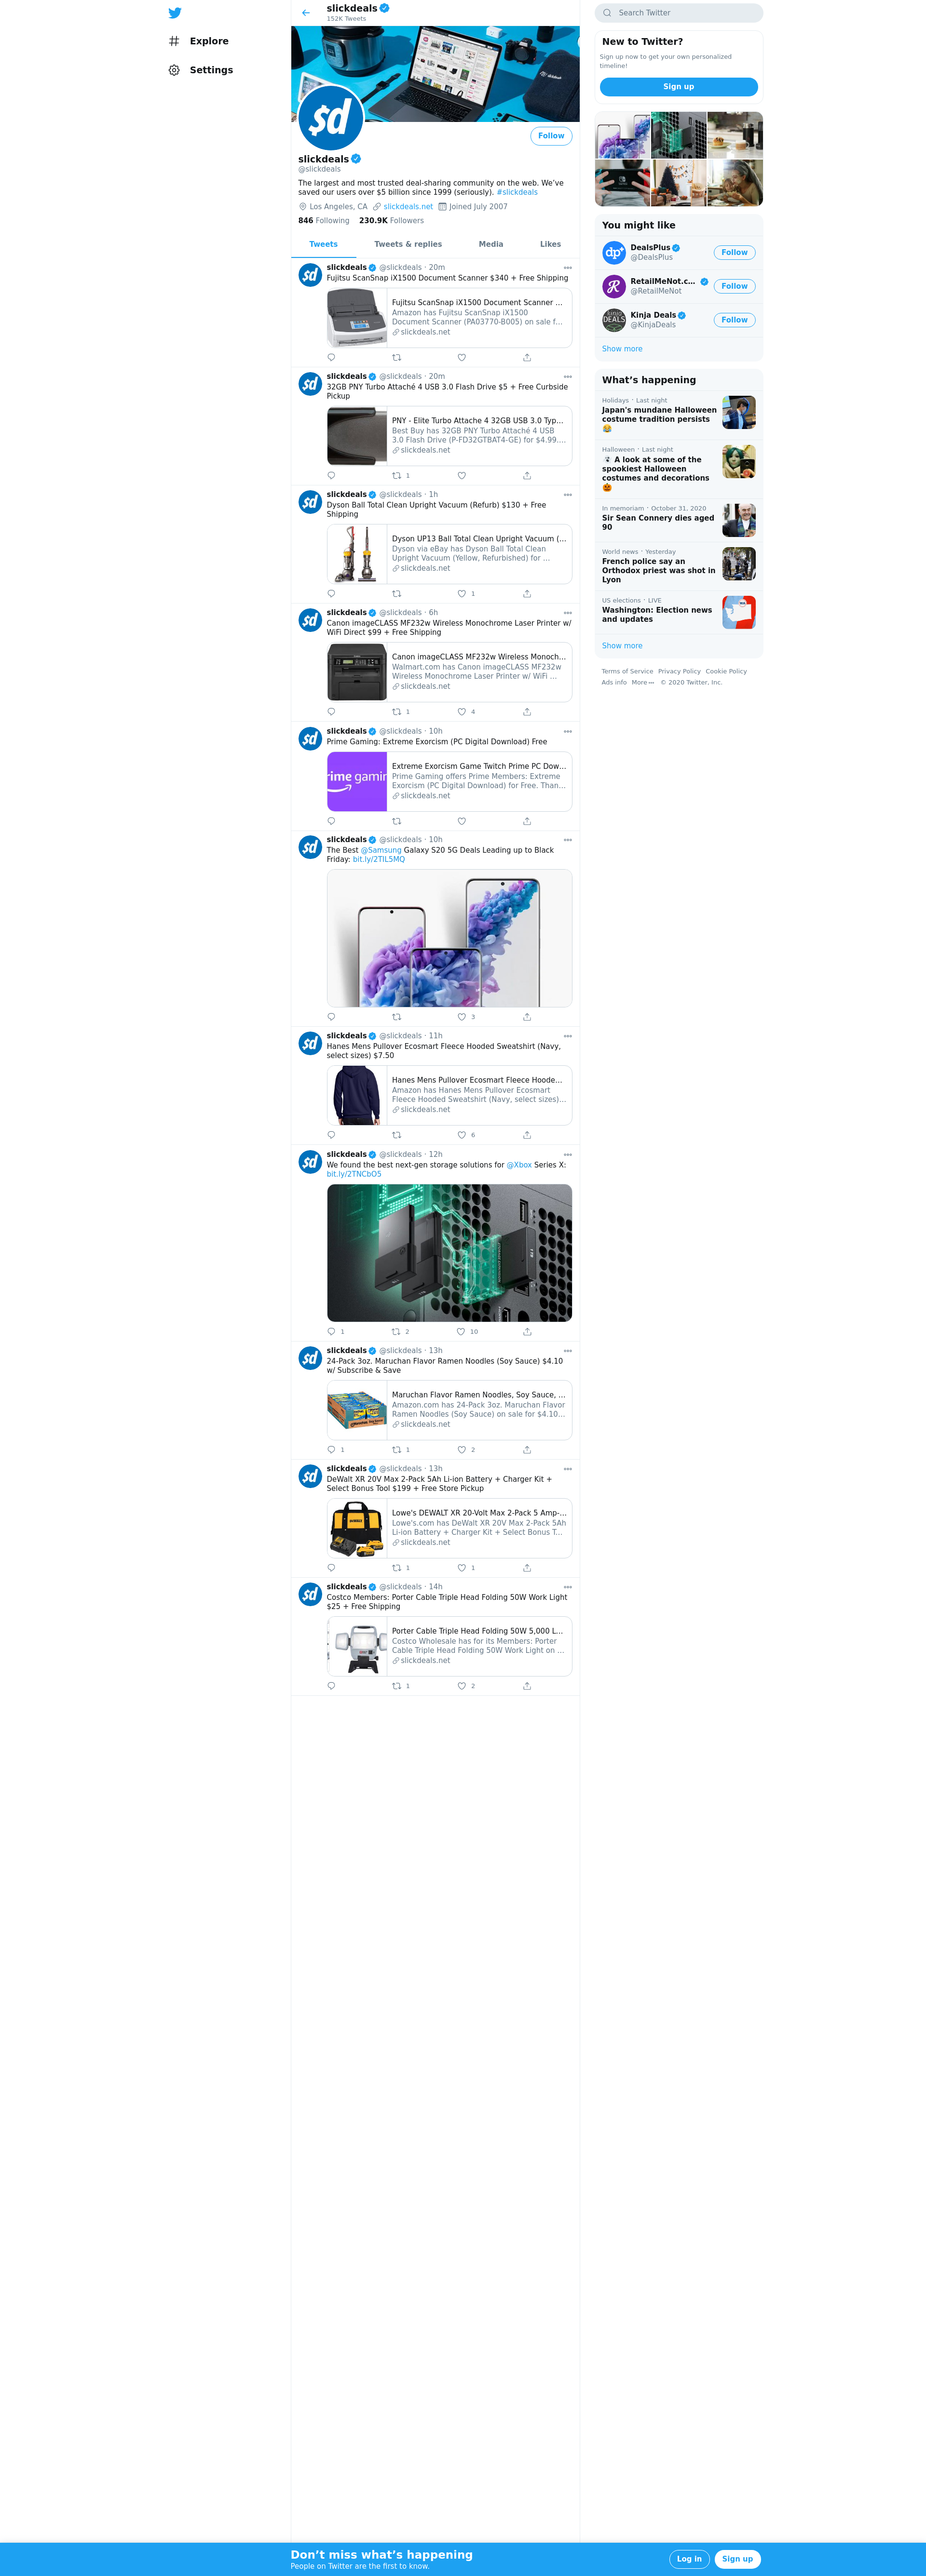 Explore
Settings
slickdeals
152K Tweets
$d
Follow
slickdeals
@slickdeals
The largest and most trusted deal-sharing community on the web. We’ve
saved our users over $5 billion since 1999 (seriously). #slickdeals
Los Angeles, CA slickdeals.net Joined July 2007
846 Following 230.9K Followers
Tweets Tweets & replies Media Likes
slickdeals @slickdeals · 20m
Fujitsu ScanSnap iX1500 Document Scanner $340 + Free Shipping
Fujitsu ScanSnap iX1500 Document Scanner ...
Amazon has Fujitsu ScanSnap iX1500
Document Scanner (PA03770-B005) on sale f...
slickdeals.net
slickdeals @slickdeals · 20m
32GB PNY Turbo Attaché 4 USB 3.0 Flash Drive $5 + Free Curbside
Pickup
PNY - Elite Turbo Attache 4 32GB USB 3.0 Typ...
Best Buy has 32GB PNY Turbo Attaché 4 USB
3.0 Flash Drive (P-FD32GTBAT4-GE) for $4.99....
slickdeals.net
1
slickdeals @slickdeals · 1h
Dyson Ball Total Clean Upright Vacuum (Refurb) $130 + Free
Shipping
Dyson UP13 Ball Total Clean Upright Vacuum (...
Dyson via eBay has Dyson Ball Total Clean
Upright Vacuum (Yellow, Refurbished) for ...
slickdeals.net
1
slickdeals @slickdeals · 6h
Canon imageCLASS MF232w Wireless Monochrome Laser Printer w/
WiFi Direct $99 + Free Shipping
Canon imageCLASS MF232w Wireless Monoch...
Walmart.com has Canon imageCLASS MF232w
Wireless Monochrome Laser Printer w/ WiFi ...
slickdeals.net
1 4
slickdeals @slickdeals · 10h
Prime Gaming: Extreme Exorcism (PC Digital Download) Free
rime gamin
Extreme Exorcism Game Twitch Prime PC Dow...
Prime Gaming offers Prime Members: Extreme
Exorcism (PC Digital Download) for Free. Than...
slickdeals.net
slickdeals @slickdeals · 10h
The Best @Samsung Galaxy S20 5G Deals Leading up to Black
Friday: bit.ly/2TIL5MQ
3
slickdeals @slickdeals · 11h
Hanes Mens Pullover Ecosmart Fleece Hooded Sweatshirt (Navy,
select sizes) $7.50
Hanes Mens Pullover Ecosmart Fleece Hoode...
Amazon has Hanes Mens Pullover Ecosmart
Fleece Hooded Sweatshirt (Navy, select sizes)...
slickdeals.net
6
slickdeals @slickdeals · 12h
We found the best next-gen storage solutions for @Xbox Series X:
bit.ly/2TNCbO5
1 2 10
slickdeals @slickdeals · 13h
24-Pack 3oz. Maruchan Flavor Ramen Noodles (Soy Sauce) $4.10
w/ Subscribe & Save
Maruchan Flavor Ramen Noodles, Soy Sauce, ...
Amazon.com has 24-Pack 3oz. Maruchan Flavor
Ramen Noodles (Soy Sauce) on sale for $4.10...
slickdeals.net
1 1 2
slickdeals @slickdeals · 13h
DeWalt XR 20V Max 2-Pack 5Ah Li-ion Battery + Charger Kit +
Select Bonus Tool $199 + Free Store Pickup
Lowe's DEWALT XR 20-Volt Max 2-Pack 5 Amp-...
Lowe's.com has DeWalt XR 20V Max 2-Pack 5Ah
Li-ion Battery + Charger Kit + Select Bonus T...
slickdeals.net
1 1
slickdeals @slickdeals · 14h
Costco Members: Porter Cable Triple Head Folding 50W Work Light
$25 + Free Shipping
Porter Cable Triple Head Folding 50W 5,000 L...
Costco Wholesale has for its Members: Porter
Cable Triple Head Folding 50W Work Light on ...
slickdeals.net
1 2
Search Twitter
New to Twitter?
Sign up now to get your own personalized
timeline!
Sign up
You might like
DealsPlus
@DealsPlus
Follow
RetailMeNot.c...
@RetailMeNot
Follow
Kinja Deals
@KinjaDeals
Follow
Show more
What’s happening
Holidays · Last night
Japan's mundane Halloween
costume tradition persists
Halloween · Last night
A look at some of the
spookiest Halloween
costumes and decorations
In memoriam · October 31, 2020
Sir Sean Connery dies aged
90
World news · Yesterday
French police say an
Orthodox priest was shot in
Lyon
US elections · LIVE
Washington: Election news
and updates
Show more
Terms of Service Privacy Policy Cookie Policy
Ads info More © 2020 Twitter, Inc.
Don’t miss what’s happening
People on Twitter are the first to know.
Log in
Sign up